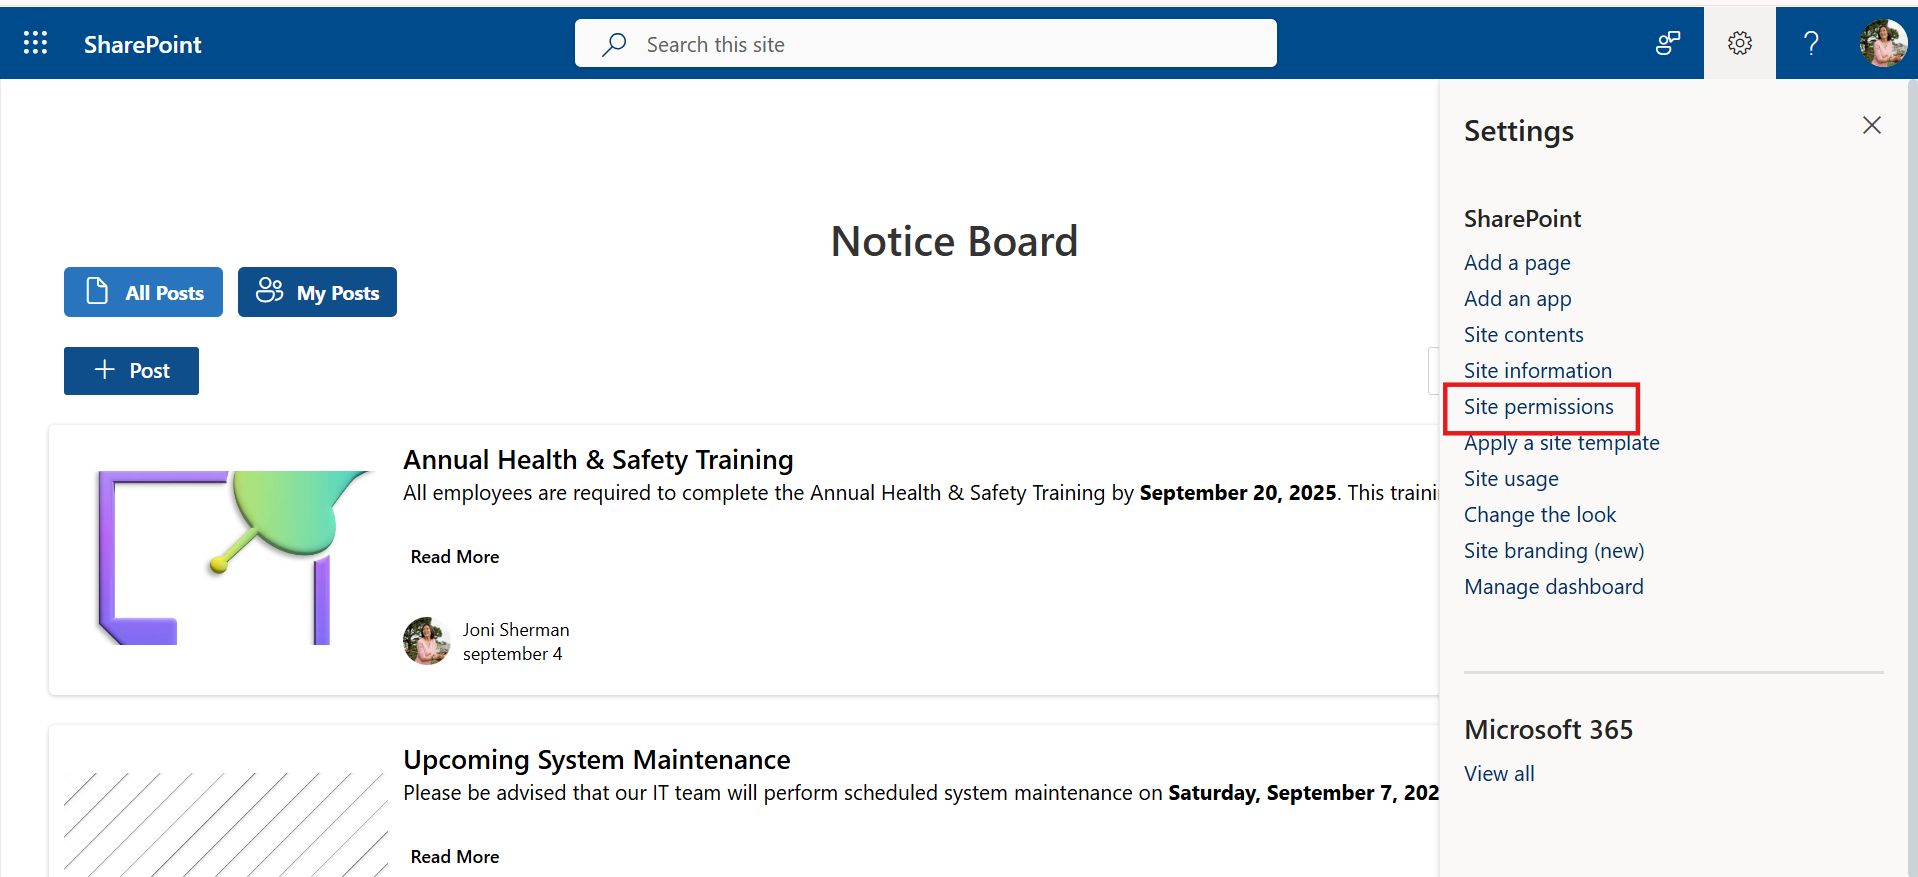 SharePoint
Search this site
Notice Board
All Posts
My Posts
Post
Annual Health & Safety Training
All employees are required to complete the Annual Health & Safety Training by September 20, 2025. This traini
Read More
Joni Sherman
september 4
Upcoming System Maintenance
Please be advised that our IT team will perform scheduled system maintenance on Saturday, September 7, 202
Read More
Settings
SharePoint
Add a page
Add an app
Site contents
Site information
Site permissions
Apply a site template
Site usage
Change the look
Site branding (new)
Manage dashboard
Microsoft 365
View all